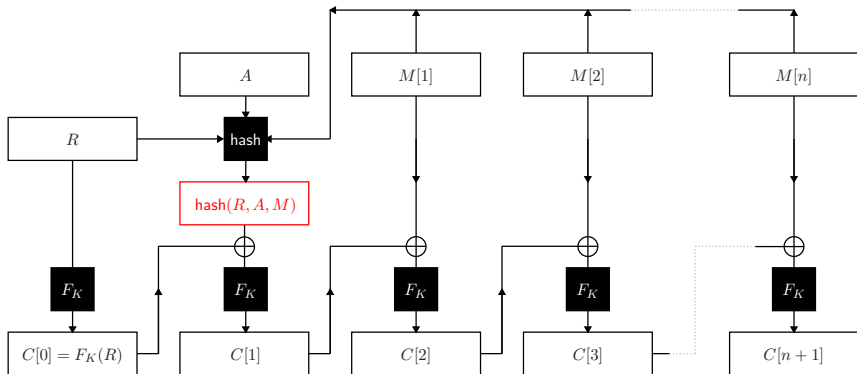 A
M[1]
M[2]
M[n]
R
hash
hash(R, A, M)
F_K
F_K
F_K
F_K
F_K
C[0] = F_K(R)
C[1]
C[2]
C[3]
C[n + 1]